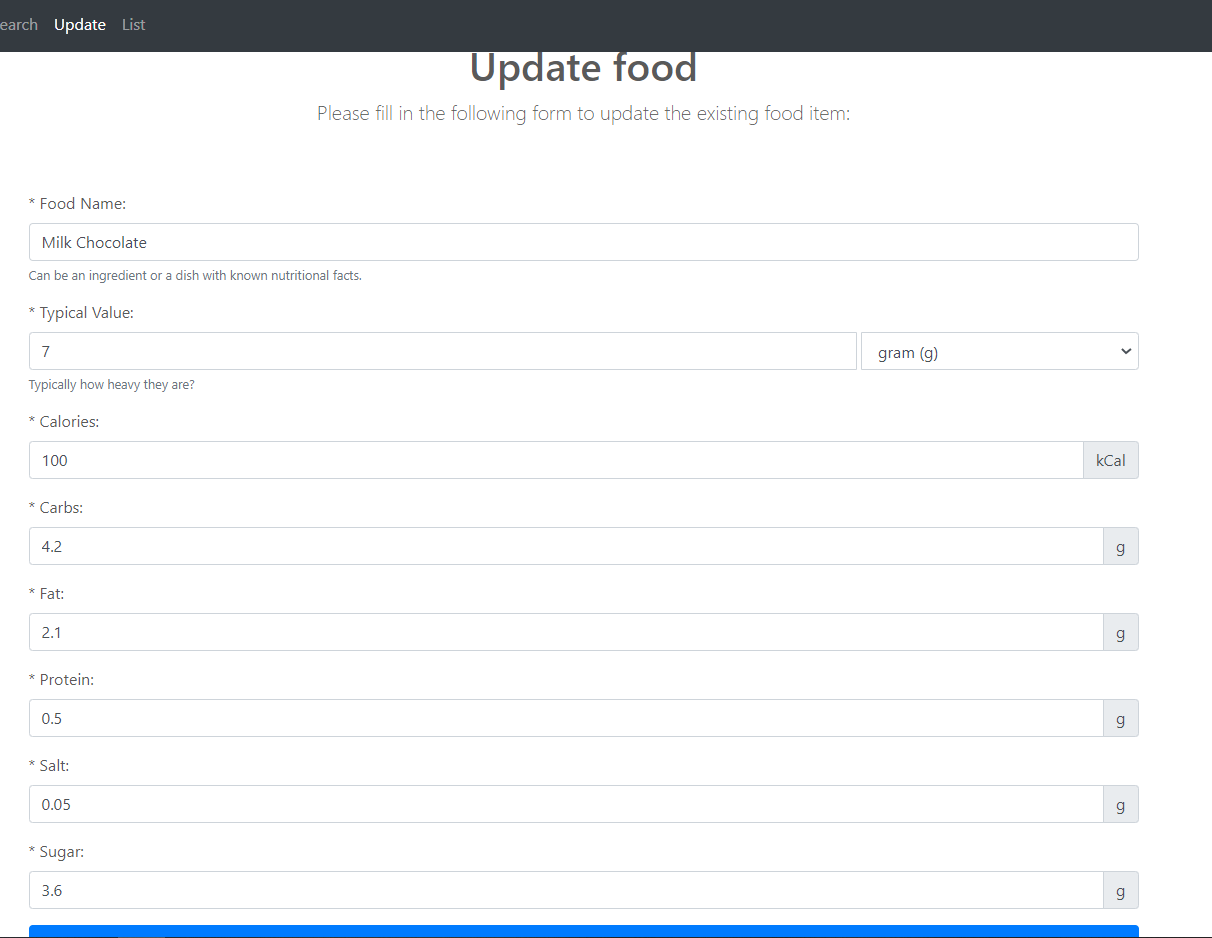 earch Update List
Update food
Please fill in the following form to update the existing food item:
* Food Name:
Milk Chocolate
Can be an ingredient or a dish with known nutritional facts.
* Typical Value:
7 gram (g)
Typically how heavy they are?
* Calories:
100 kCal
* Carbs:
4.2 g
* Fat:
2.1 g
* Protein:
0.5 g
* Salt:
0.05 g
* Sugar:
3.6 g